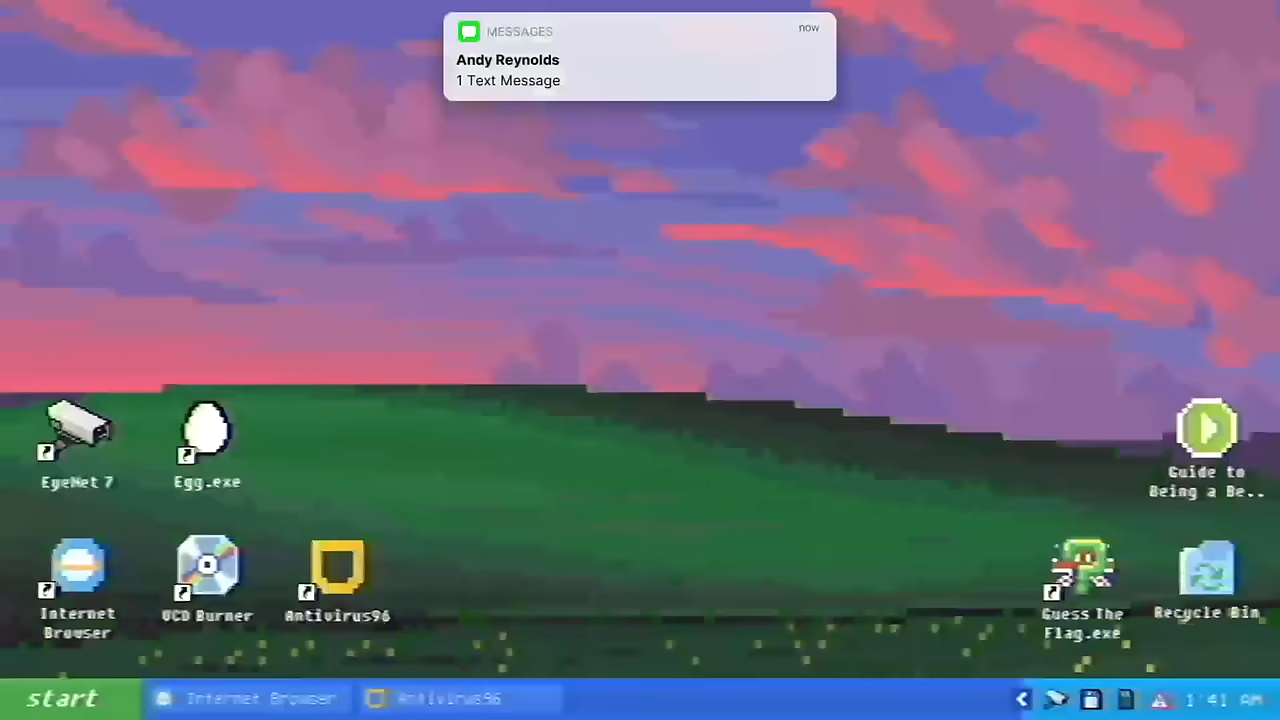 MESSAGES
now
Andy Reynolds
1 Text Message
EyeNet 7
Egg.exe
Guide to
Being a Be..
Internet
Browser
VCD Burner
Antivirus96
Guess The
Flag.exe
Recycle Bin
start
Internet Browser
Antivirus96
1:41 AM